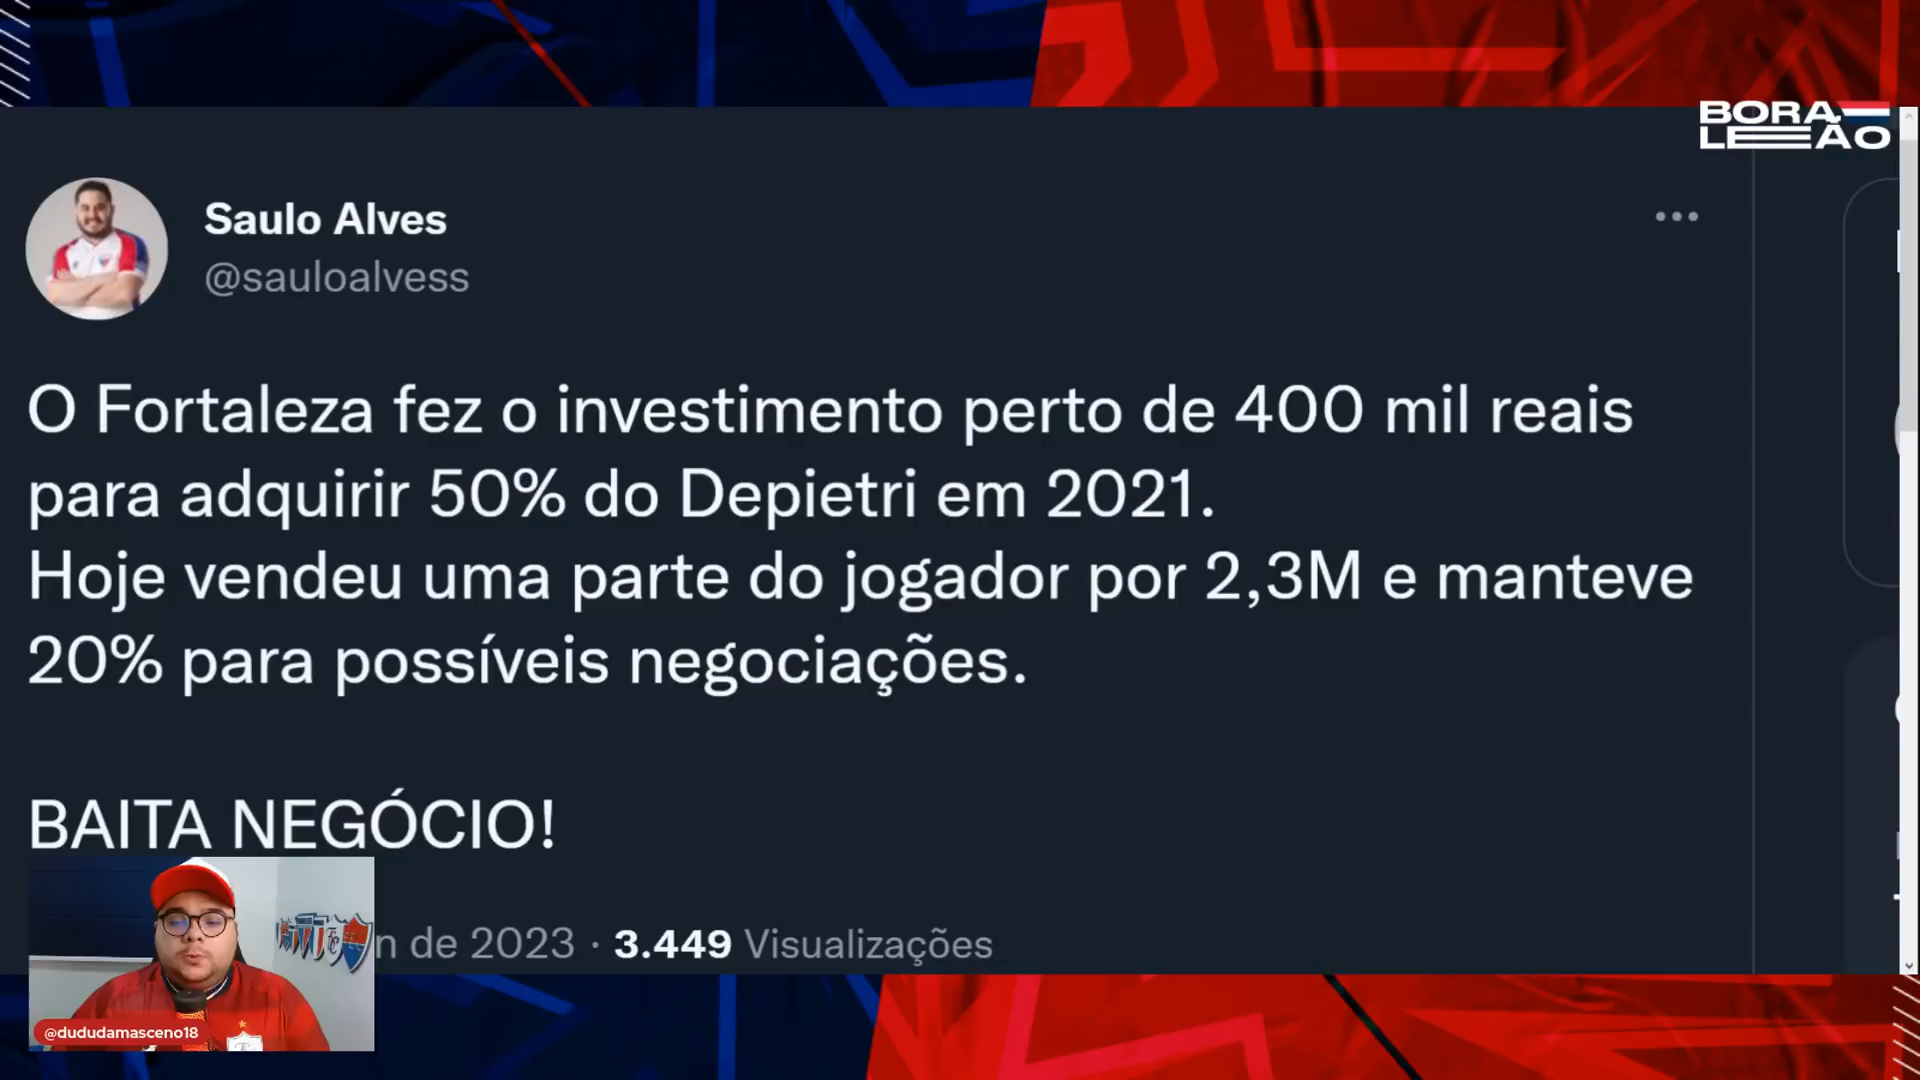 BORA
LEÃO
Saulo Alves
@sauloalvess
O Fortaleza fez o investimento perto de 400 mil reais
para adquirir 50% do Depietri em 2021.
Hoje vendeu uma parte do jogador por 2,3M e manteve
20% para possíveis negociações.
BAITA NEGÓCIO!
n de 2023 · 3.449 Visualizações
@dududamasceno18